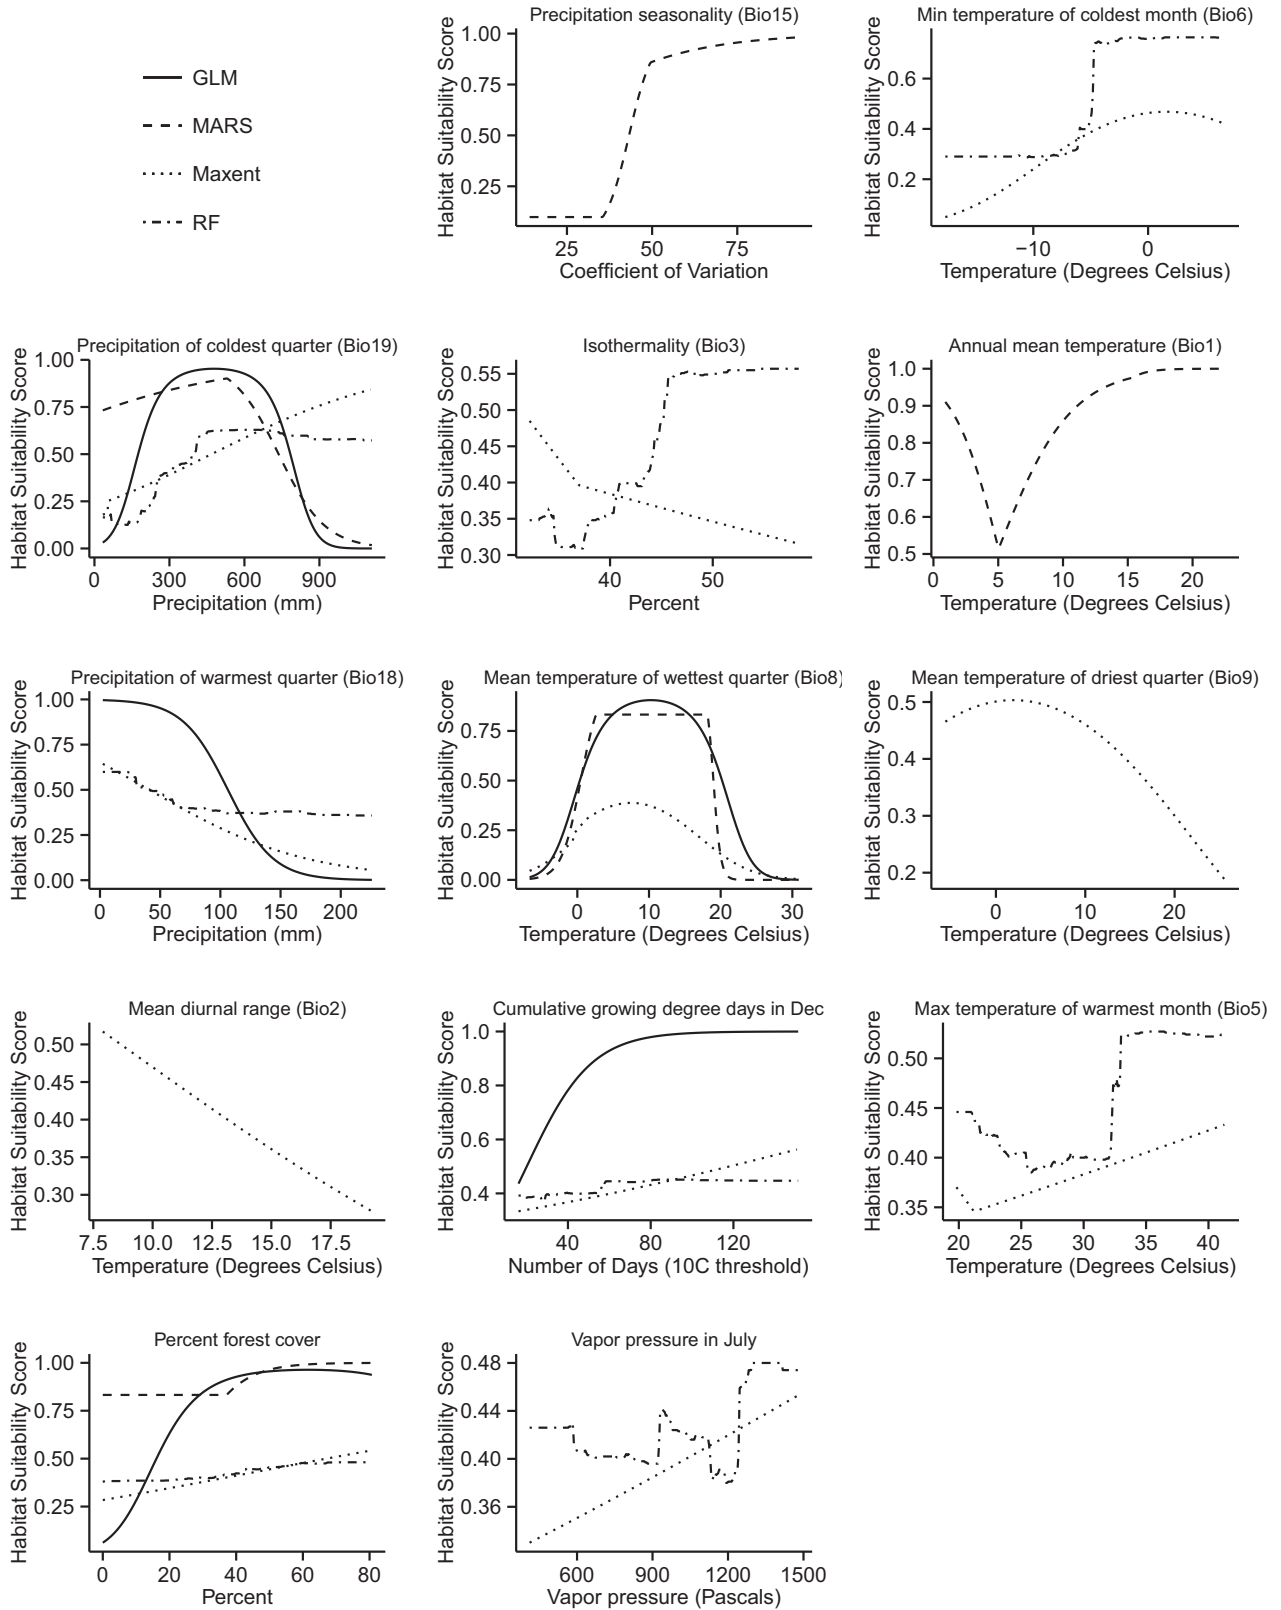 GLM
MARS
Maxent
RF
Precipitation seasonality (Bio15)
Habitat Suitability Score
1.00
0.75
0.50
0.25
25 50 75
Coefficient of Variation
Min temperature of coldest month (Bio6)
Habitat Suitability Score
0.6
0.4
0.2
−10 0
Temperature (Degrees Celsius)
Precipitation of coldest quarter (Bio19)
Habitat Suitability Score
1.00
0.75
0.50
0.25
0.00
0 300 600 900
Precipitation (mm)
Isothermality (Bio3)
Habitat Suitability Score
0.55
0.50
0.45
0.40
0.35
0.30
40 50
Percent
Annual mean temperature (Bio1)
Habitat Suitability Score
1.0
0.9
0.8
0.7
0.6
0.5
0 5 10 15 20
Temperature (Degrees Celsius)
Precipitation of warmest quarter (Bio18)
Habitat Suitability Score
1.00
0.75
0.50
0.25
0.00
0 50 100 150 200
Precipitation (mm)
Mean temperature of wettest quarter (Bio8)
Habitat Suitability Score
0.75
0.50
0.25
0.00
0 10 20 30
Temperature (Degrees Celsius)
Mean temperature of driest quarter (Bio9)
Habitat Suitability Score
0.5
0.4
0.3
0.2
0 10 20
Temperature (Degrees Celsius)
Mean diurnal range (Bio2)
Habitat Suitability Score
0.50
0.45
0.40
0.35
0.30
7.5 10.0 12.5 15.0 17.5
Temperature (Degrees Celsius)
Cumulative growing degree days in Dec
Habitat Suitability Score
1.0
0.8
0.6
0.4
40 80 120
Number of Days (10C threshold)
Max temperature of warmest month (Bio5)
Habitat Suitability Score
0.50
0.45
0.40
0.35
20 25 30 35 40
Temperature (Degrees Celsius)
Percent forest cover
Habitat Suitability Score
1.00
0.75
0.50
0.25
0 20 40 60 80
Percent
Vapor pressure in July
Habitat Suitability Score
0.48
0.44
0.40
0.36
600 900 1200 1500
Vapor pressure (Pascals)